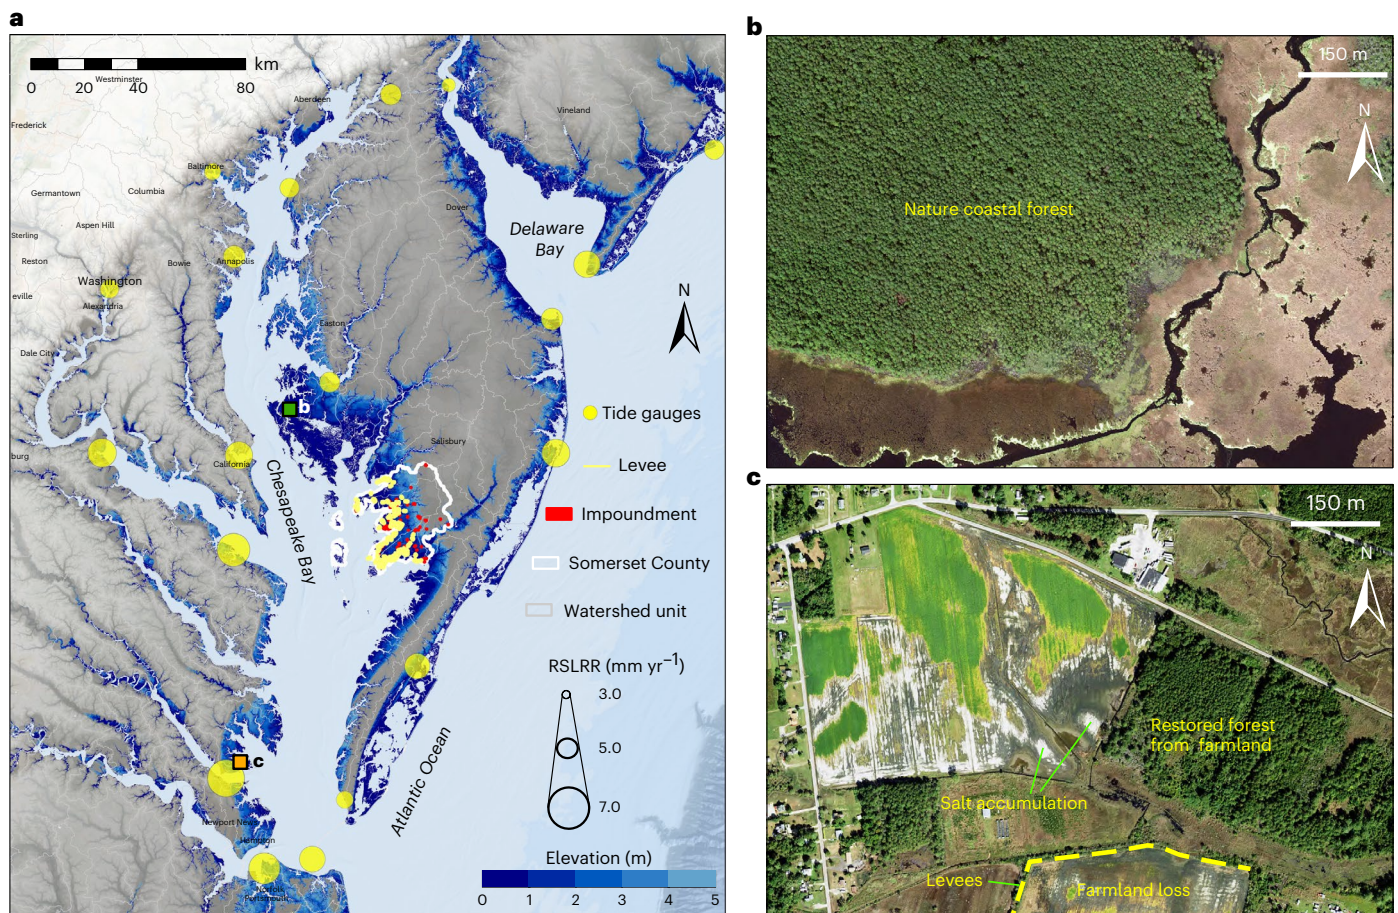 a
0 20 40 80 km
Westminster
Aberdeen
Vineland
Frederick
Baltimore
Germantown
Columbia
Dover
Aspen Hill
Sterling
Delaware
Bay
Reston
Bowie
Annapolis
Washington
eville
Alexandria
N
Easton
Dale City
b
Tide gauges
Salisbury
burg
California
Levee
Chesapeake Bay
Impoundment
Somerset County
Watershed unit
RSLRR (mm yr−1)
3.0
5.0
7.0
c
Atlantic Ocean
Newport News
Hampton
Norfolk
Portsmouth
Elevation (m)
0 1 2 3 4 5
b
150 m
N
Nature coastal forest
c
150 m
N
Restored forest
from farmland
Salt accumulation
Levees
Farmland loss